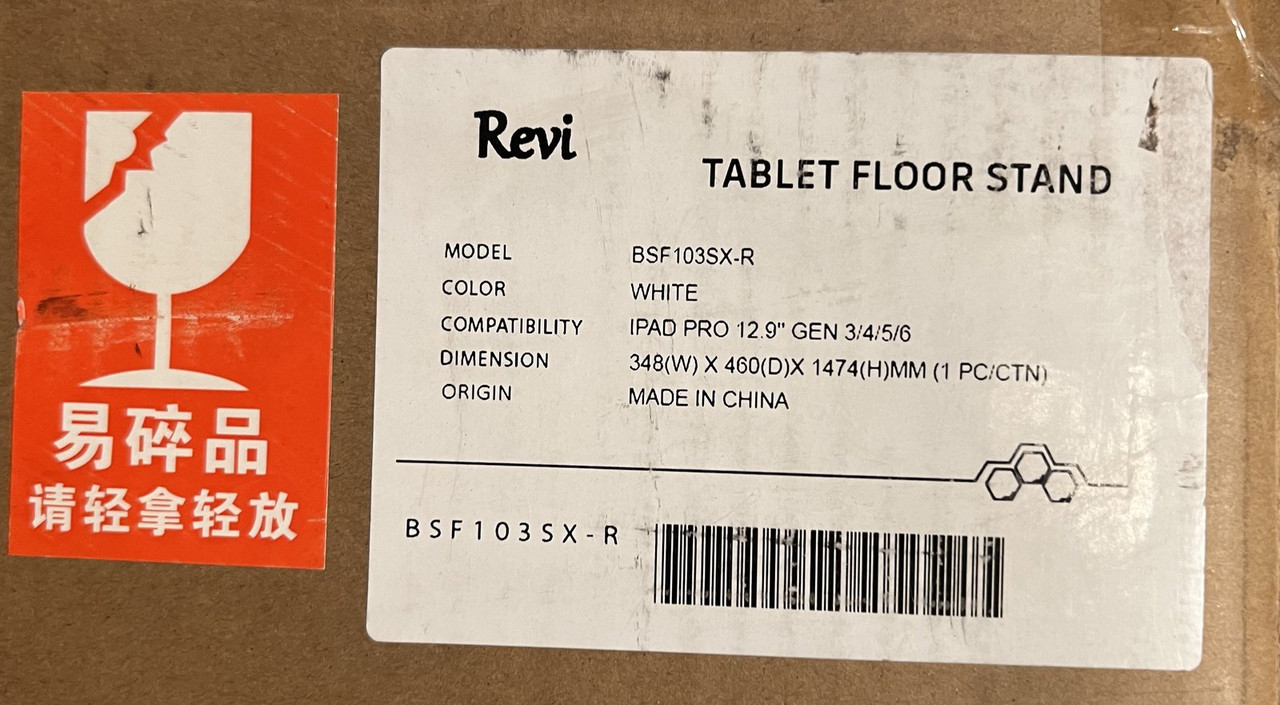 易碎品
请轻拿轻放
Revi
TABLET FLOOR STAND
MODEL BSF103SX-R
COLOR WHITE
COMPATIBILITY IPAD PRO 12.9" GEN 3/4/5/6
DIMENSION 348(W) X 460(D)X 1474(H)MM (1 PC/CTN)
ORIGIN MADE IN CHINA
BSF103SX-R